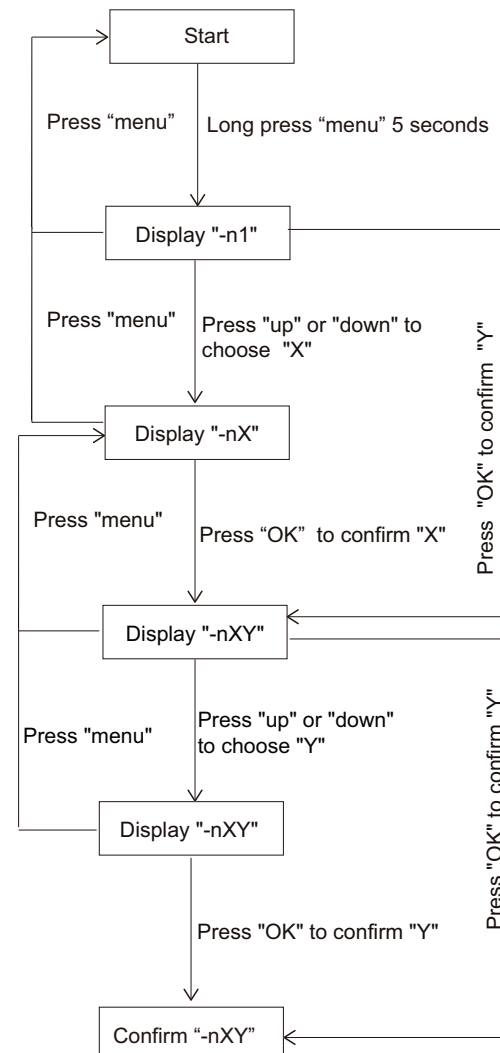 Start
Press “menu”
Long press “menu” 5 seconds
Display "-n1"
Press "menu"
Press "up" or "down" to
choose "X"
Press "OK" to confirm "Y"
Display "-nX"
Press "menu"
Press “OK” to confirm "X"
Display "-nXY"
Press "menu"
Press "up" or "down"
to choose "Y"
Press "OK" to confirm "Y"
Display "-nXY"
Press "OK" to confirm "Y"
Confirm “-nXY”